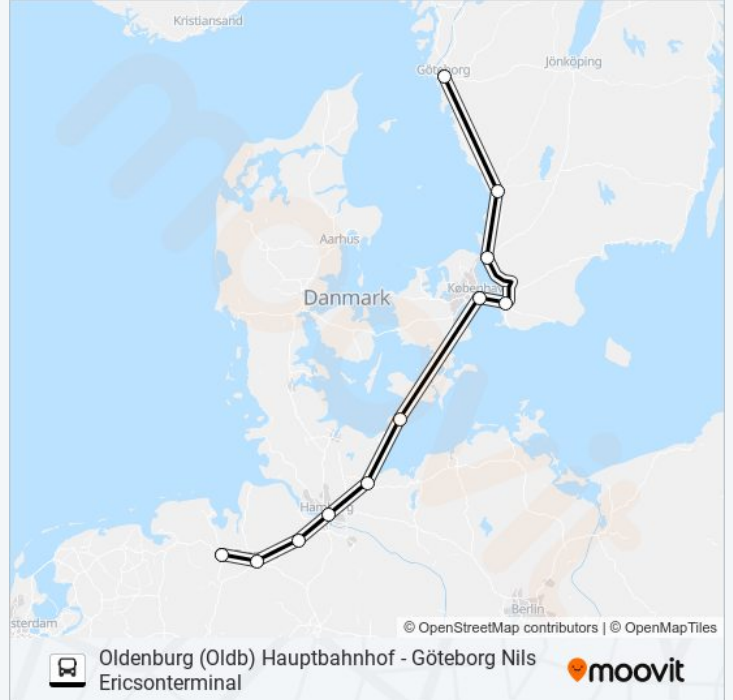 Kristiansand
Göteborg
Jönköping
Aarhus
København
Danmark
Hamburg
sterdam
Berlin
© OpenStreetMap contributors | © OpenMapTiles
Oldenburg (Oldb) Hauptbahnhof - Göteborg Nils
Ericsonterminal
moovit